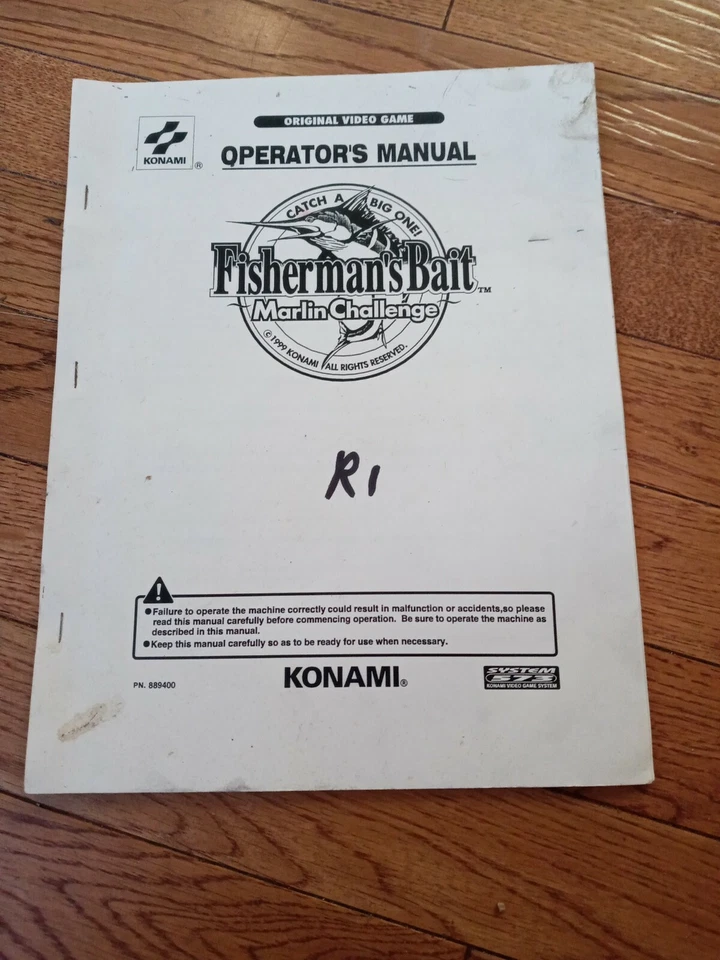 ORIGINAL VIDEO GAME
KONAMI ®
OPERATOR'S MANUAL
CATCH A BIG ONE!
Fisherman's Bait TM
Marlin Challenge
© 1999 KONAMI ALL RIGHTS RESERVED.
R1
!
● Failure to operate the machine correctly could result in malfunction or accidents,so please
read this manual carefully before commencing operation. Be sure to operate the machine as
described in this manual.
● Keep this manual carefully so as to be ready for use when necessary.
PN. 889400
KONAMI®
SYSTEM
573
KONAMI VIDEO GAME SYSTEM